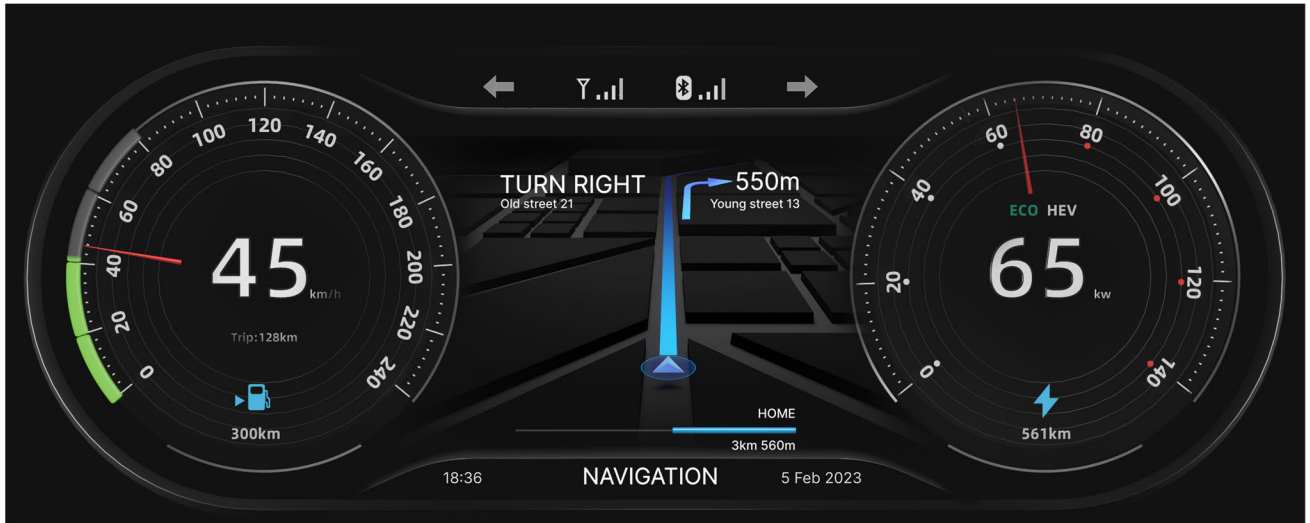 0
20
40
60
80
100
120
140
160
180
200
220
240
45
km/h
Trip:128km
300km
TURN RIGHT
Old street 21
550m
Young street 13
HOME
3km 560m
18:36
NAVIGATION
5 Feb 2023
0
20
40
60
80
100
120
140
ECO HEV
65
kw
561km